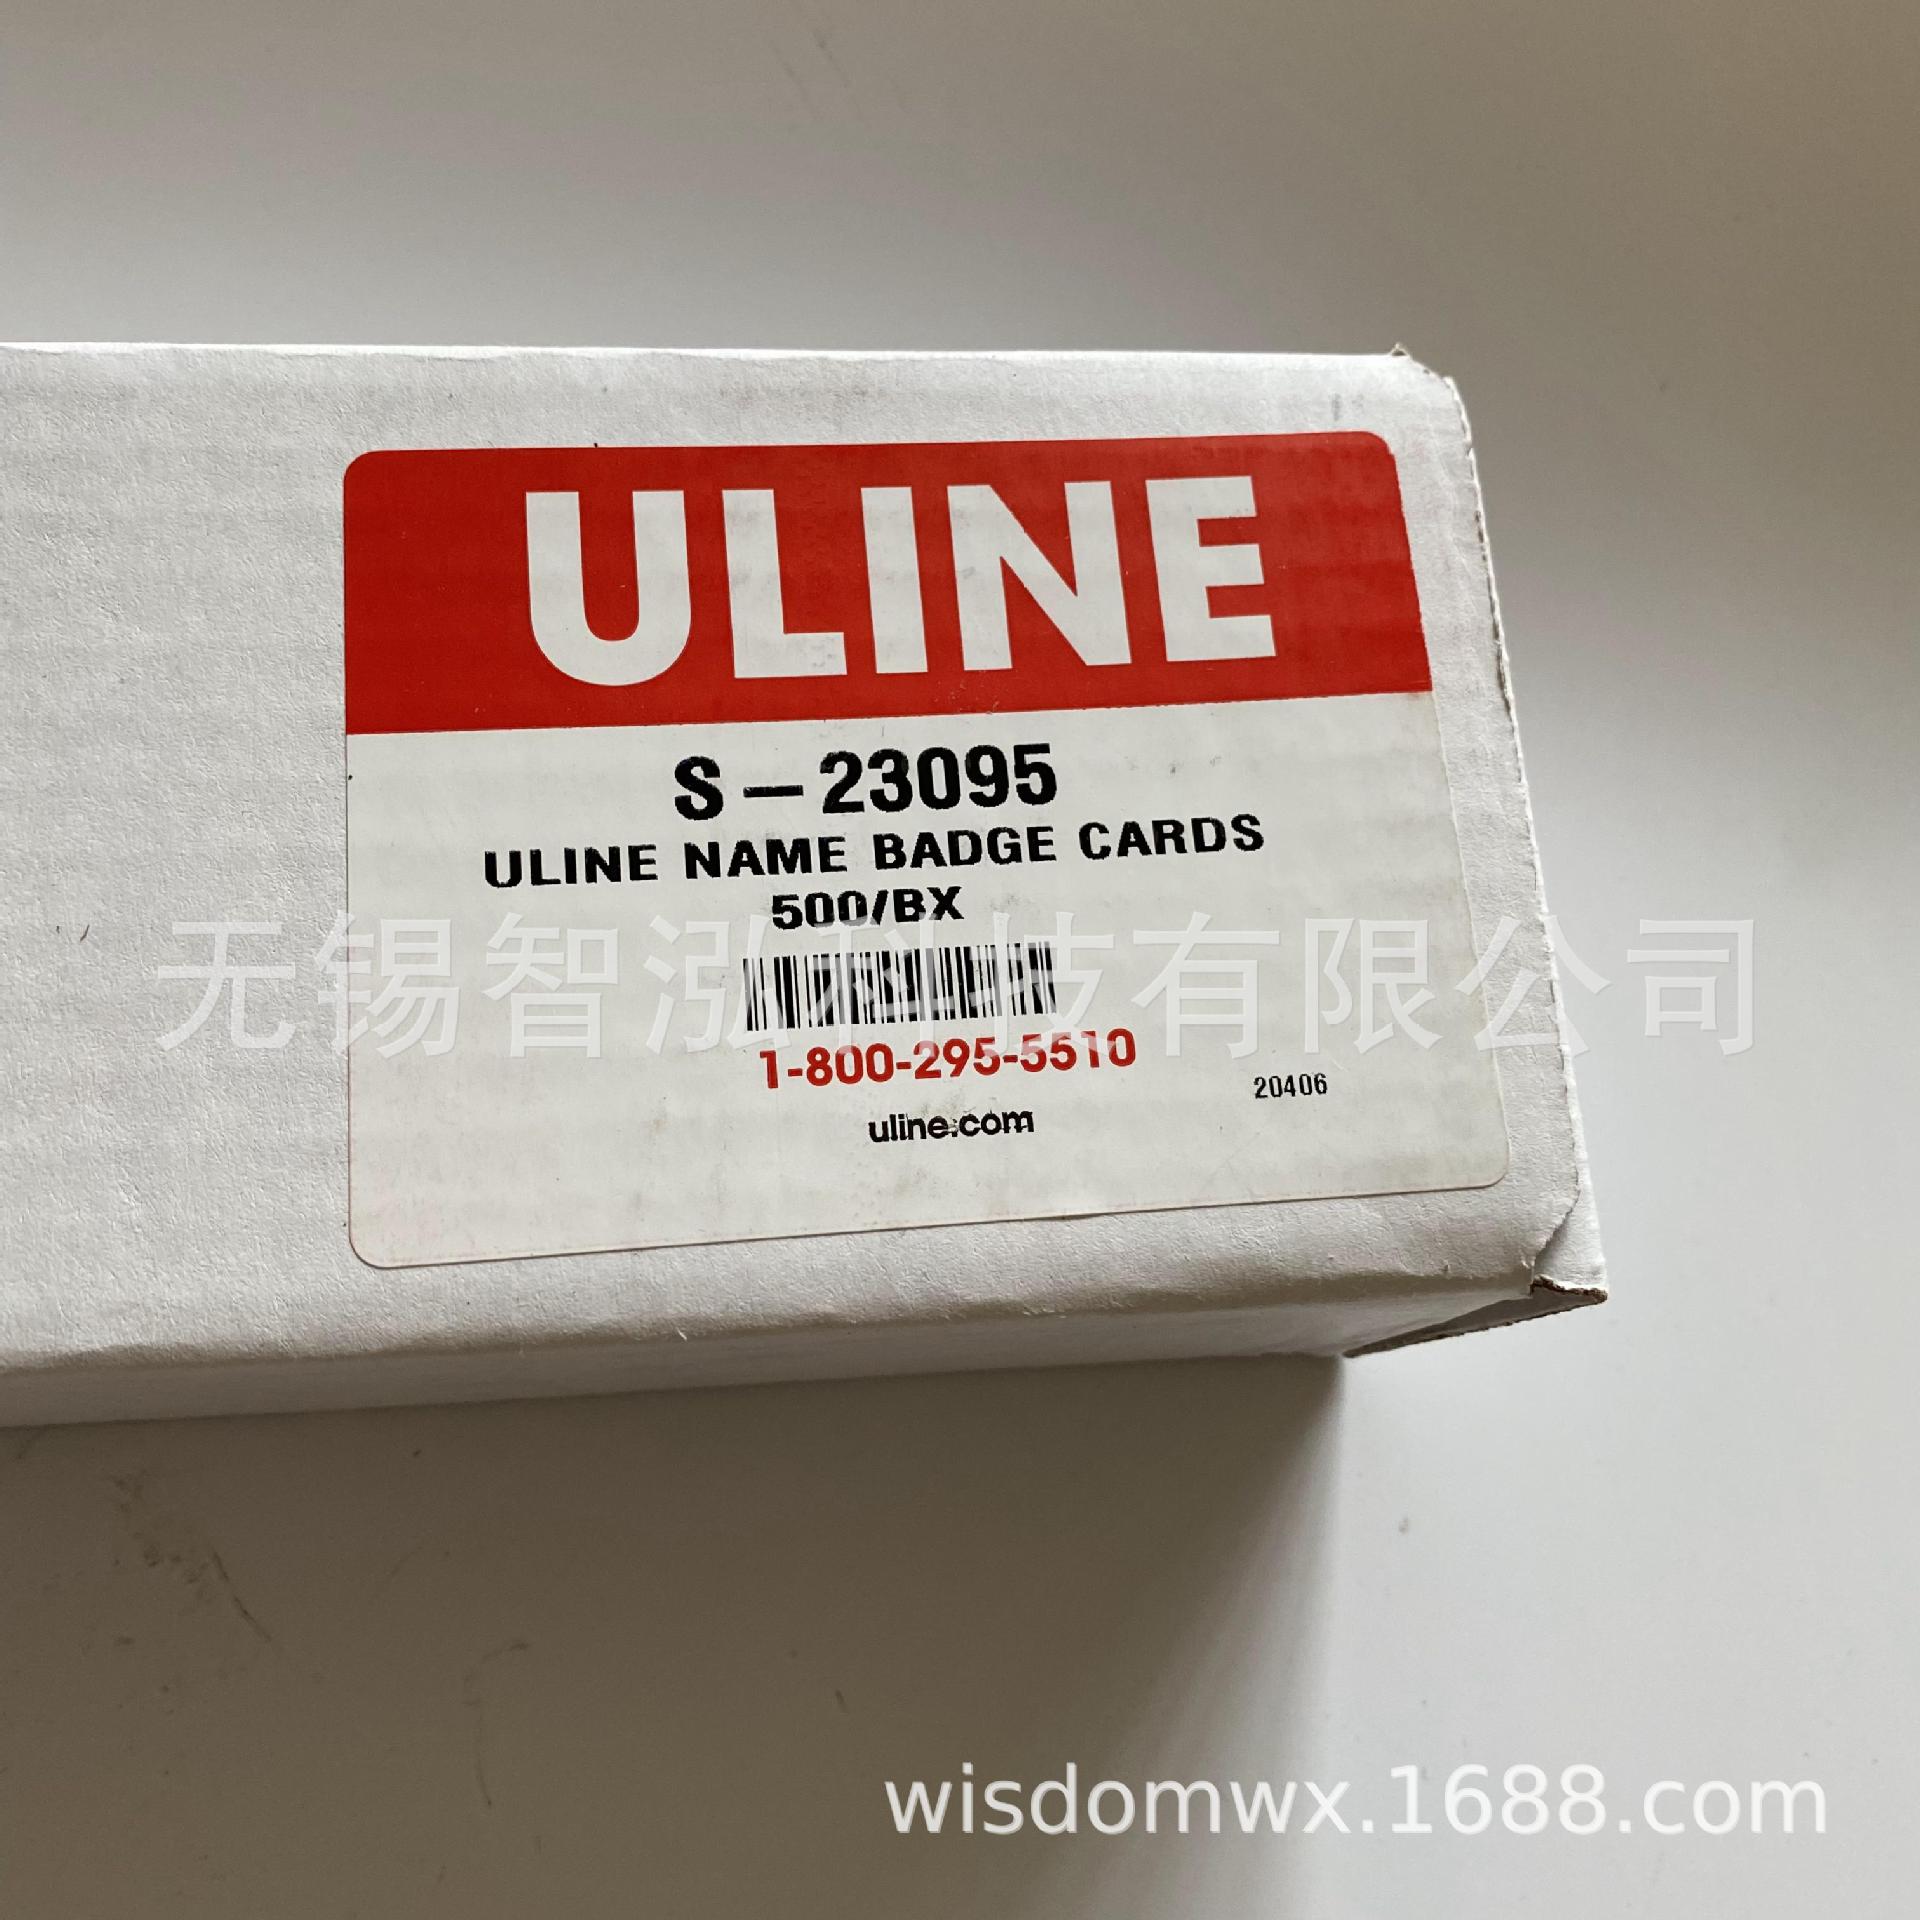 ULINE
S-23095
ULINE NAME BADGE CARDS
500/BX
无锡智泓科技有限公司
1-800-295-5510
20406
uline.com
wisdomwx.1688.com